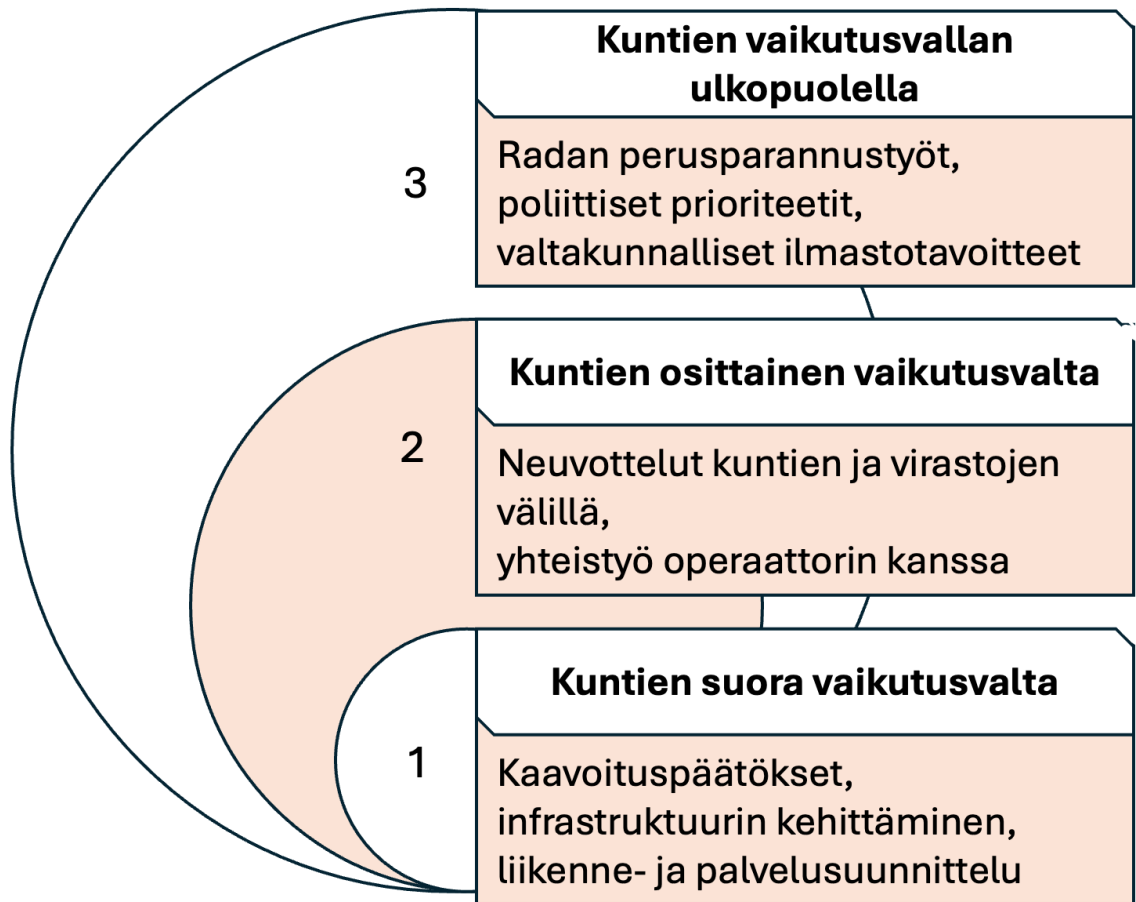 Kuntien vaikutusvallan
ulkopuolella
3
Radan perusparannustyöt,
poliittiset prioriteetit,
valtakunnalliset ilmastotavoitteet
Kuntien osittainen vaikutusvalta
2
Neuvottelut kuntien ja virastojen
välillä,
yhteistyö operaattorin kanssa
Kuntien suora vaikutusvalta
1
Kaavoituspäätökset,
infrastruktuurin kehittäminen,
liikenne- ja palvelusuunnittelu